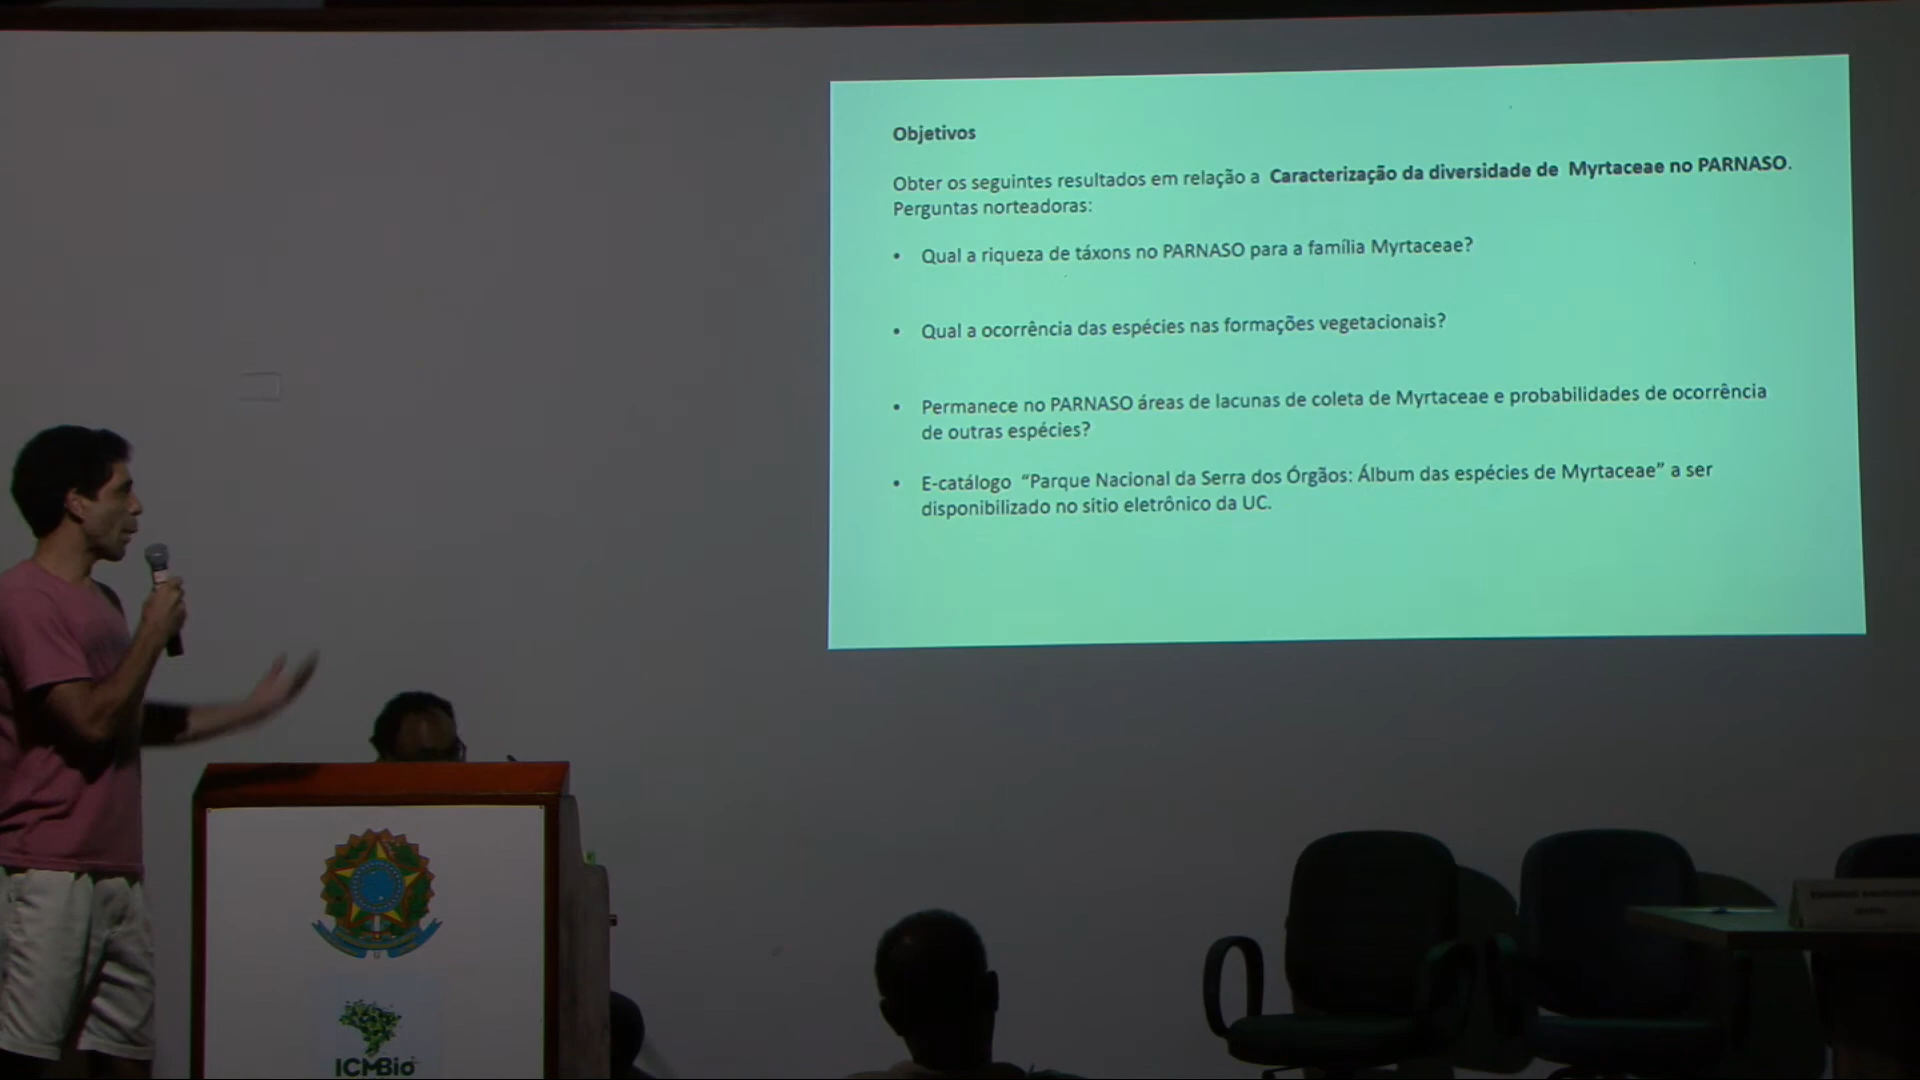 Objetivos
Obter os seguintes resultados em relação a Caracterização da diversidade de Myrtaceae no PARNASO.
Perguntas norteadoras:
• Qual a riqueza de táxons no PARNASO para a família Myrtaceae?
• Qual a ocorrência das espécies nas formações vegetacionais?
• Permanece no PARNASO áreas de lacunas de coleta de Myrtaceae e probabilidades de ocorrência
de outras espécies?
• E-catálogo “Parque Nacional da Serra dos Órgãos: Álbum das espécies de Myrtaceae” a ser
disponibilizado no sítio eletrônico da UC.
ICMBio